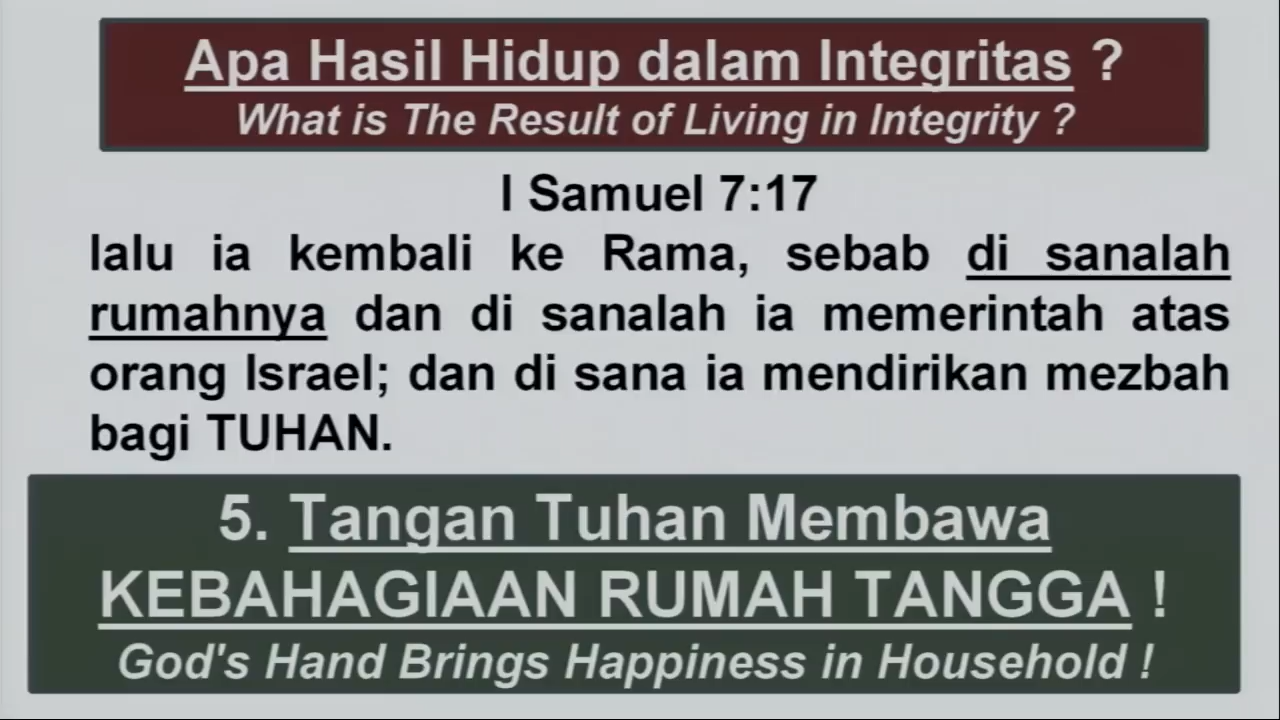 Apa Hasil Hidup dalam Integritas ?
What is The Result of Living in Integrity ?
I Samuel 7:17
lalu ia kembali ke Rama, sebab di sanalah
rumahnya dan di sanalah ia memerintah atas
orang Israel; dan di sana ia mendirikan mezbah
bagi TUHAN.
5. Tangan Tuhan Membawa
KEBAHAGIAAN RUMAH TANGGA !
God's Hand Brings Happiness in Household !